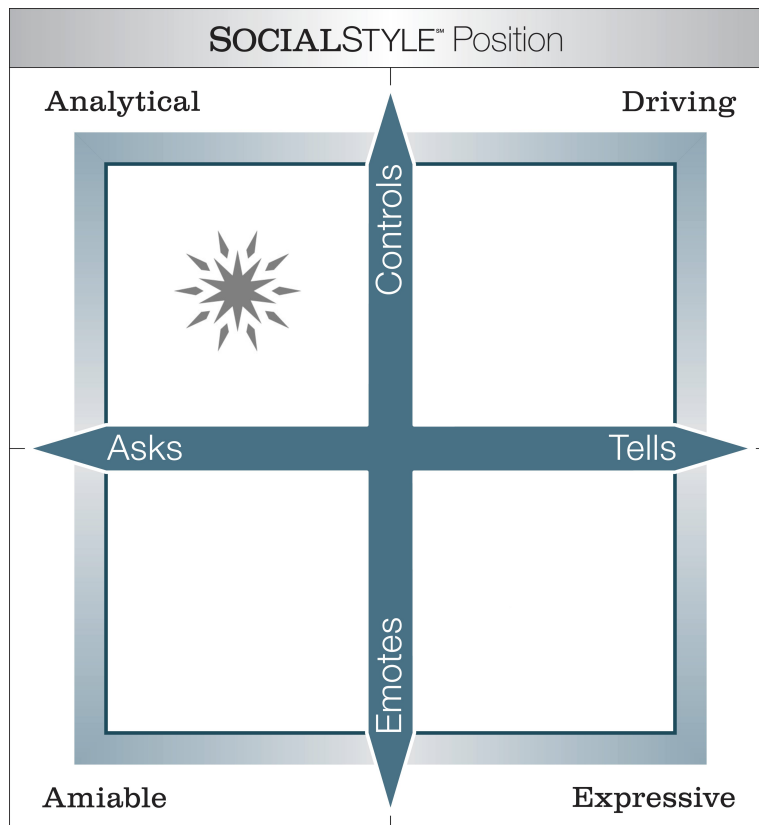 SOCIALSTYLE℠ Position
Analytical
Driving
Controls
Asks
Tells
Emotes
Amiable
Expressive